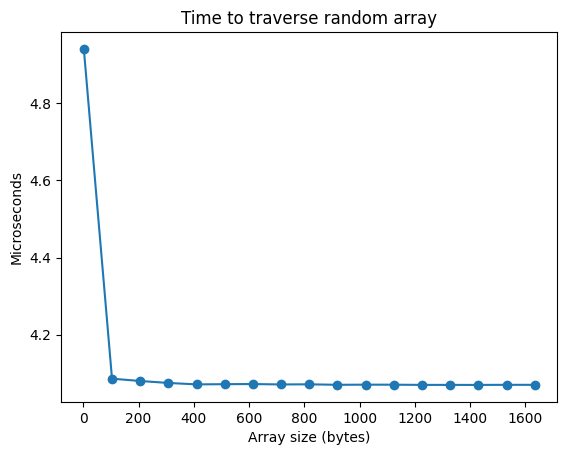 Time to traverse random array
Microseconds
4.8
4.6
4.4
4.2
0 200 400 600 800 1000 1200 1400 1600
Array size (bytes)